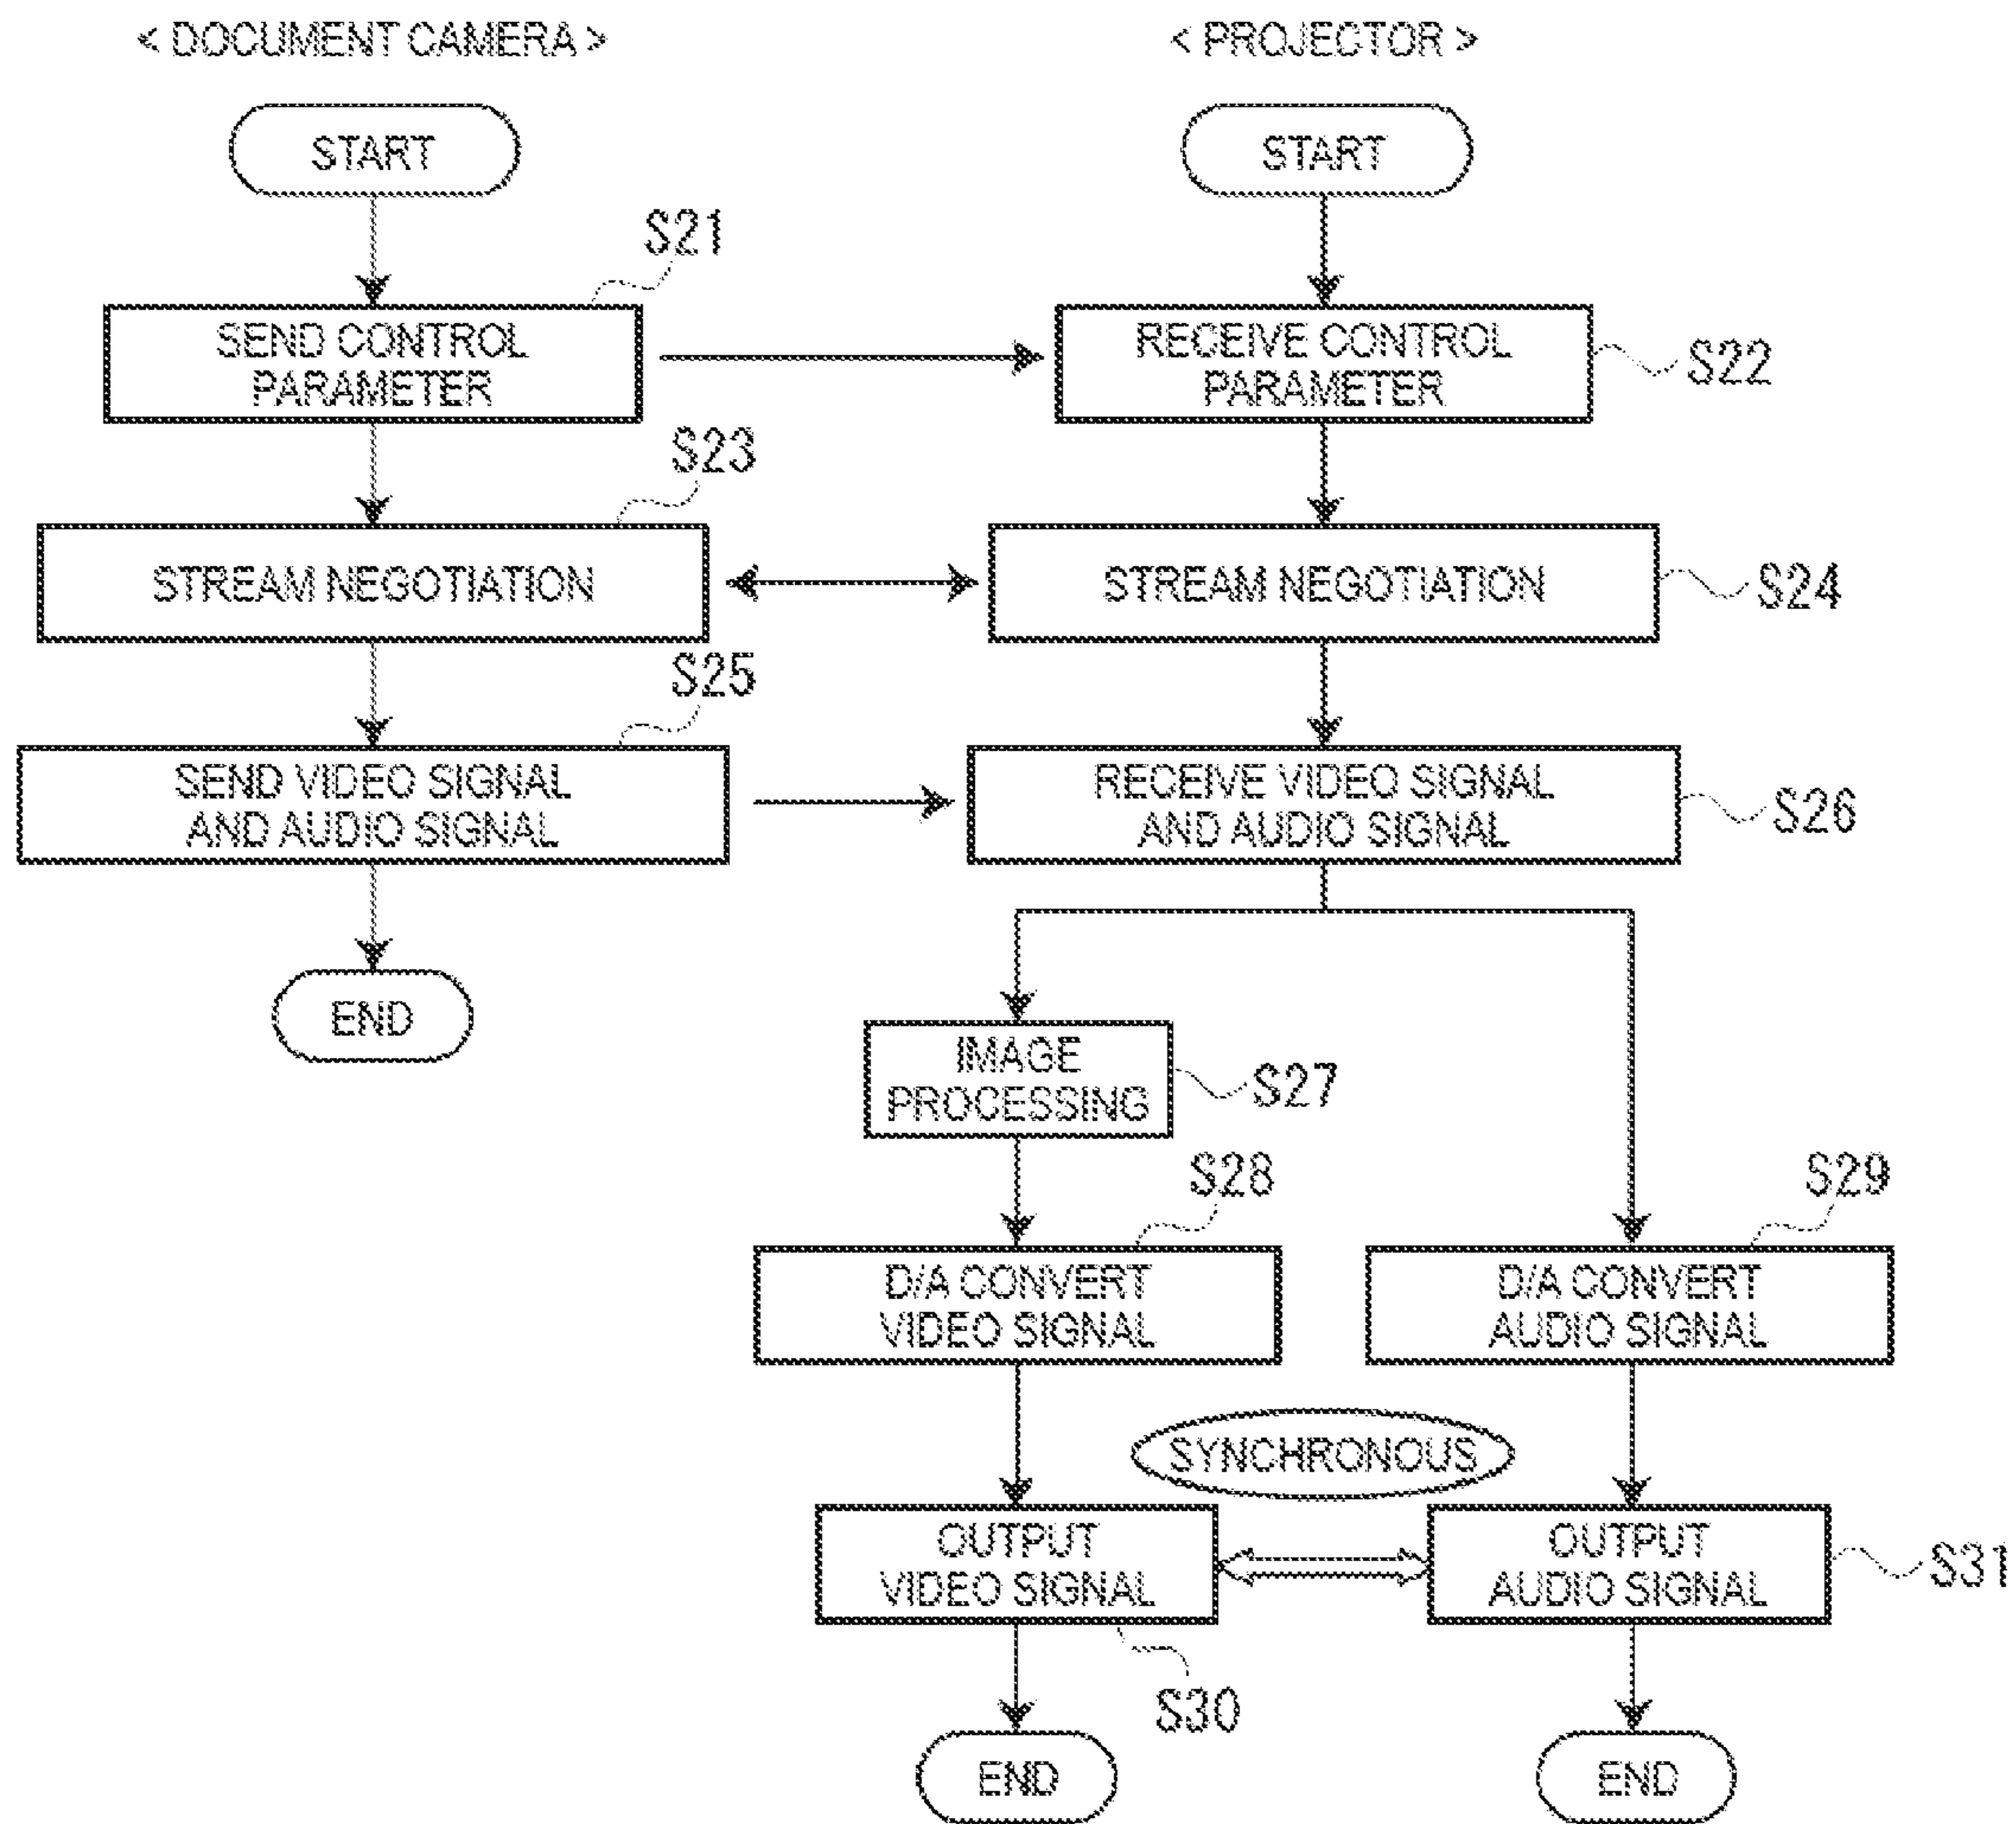 < DOCUMENT CAMERA >
< PROJECTOR >
START
START
S21
SEND CONTROL
PARAMETER
RECEIVE CONTROL
PARAMETER
S22
S23
STREAM NEGOTIATION
STREAM NEGOTIATION
S24
S25
SEND VIDEO SIGNAL
AND AUDIO SIGNAL
RECEIVE VIDEO SIGNAL
AND AUDIO SIGNAL
S26
END
IMAGE
PROCESSING
S27
S28
S29
D/A CONVERT
VIDEO SIGNAL
D/A CONVERT
AUDIO SIGNAL
SYNCHRONOUS
OUTPUT
VIDEO SIGNAL
OUTPUT
AUDIO SIGNAL
S31
S30
END
END